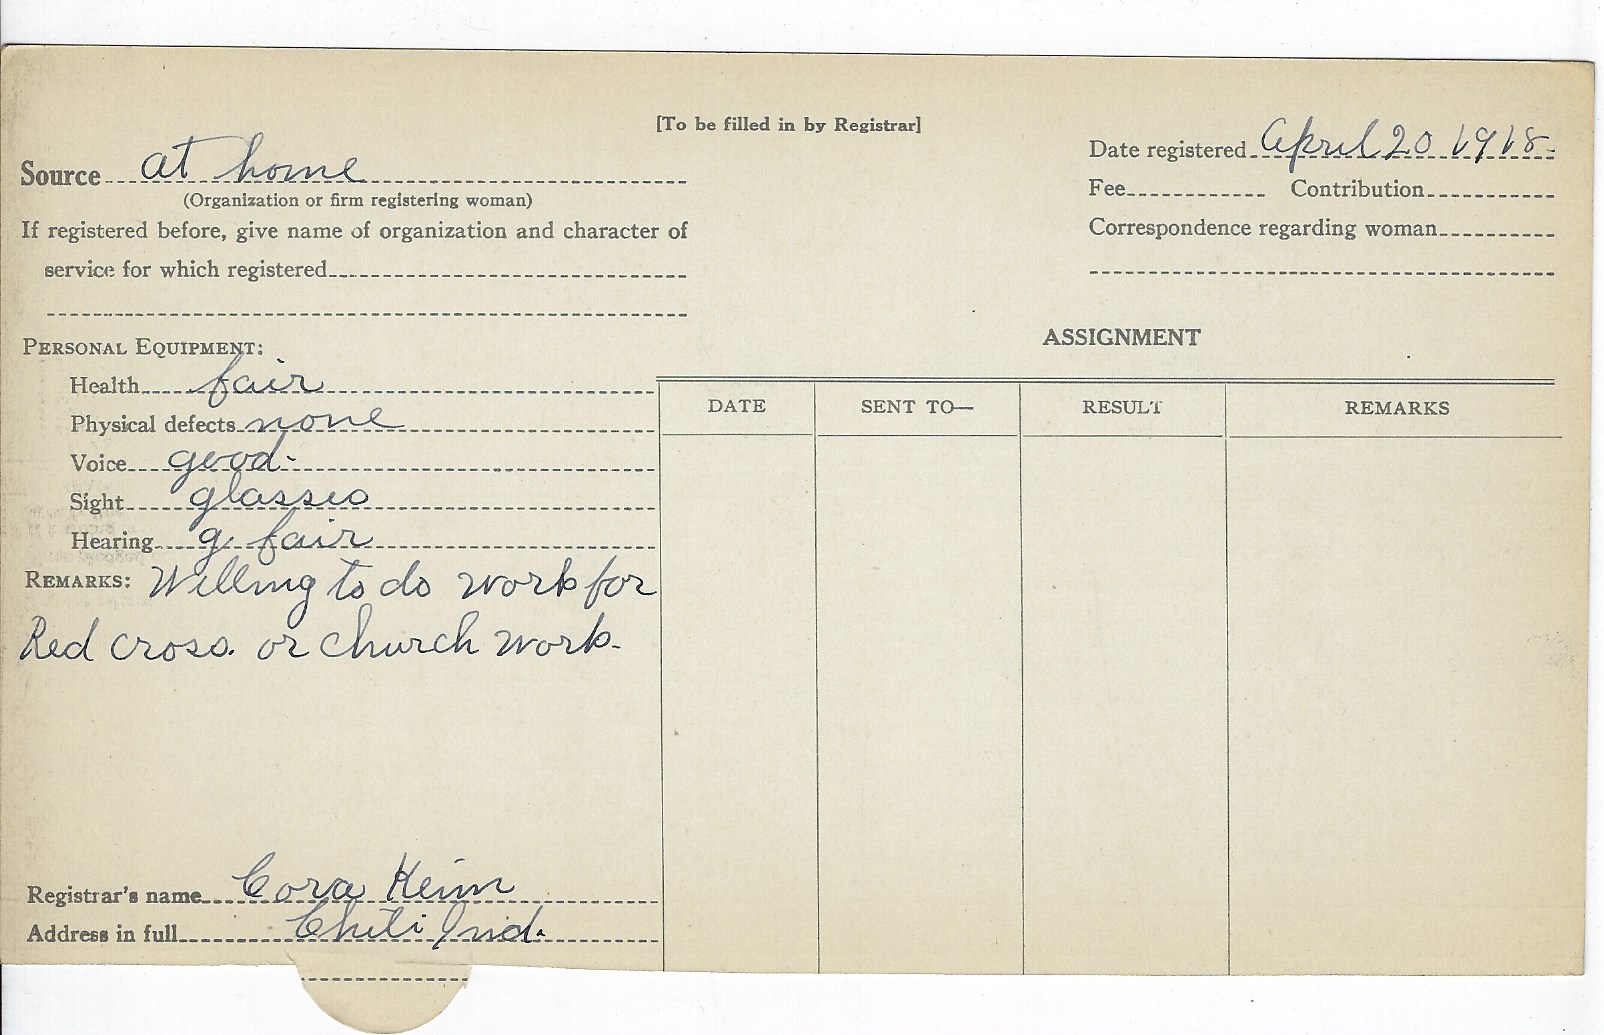 [To be filled in by Registrar]
Source at home
(Organization or firm registering woman)
If registered before, give name of organization and character of
service for which registered
Date registered April 20 1918
Fee Contribution
Correspondence regarding woman
PERSONAL EQUIPMENT:
Health fair
Physical defects none
Voice good.
Sight glasses
Hearing g fair
REMARKS: Willing to do work for
Red cross. or church work.
Registrar's name Cora Keim
Address in full Chili Ind.
ASSIGNMENT
DATE SENT TO— RESULT REMARKS